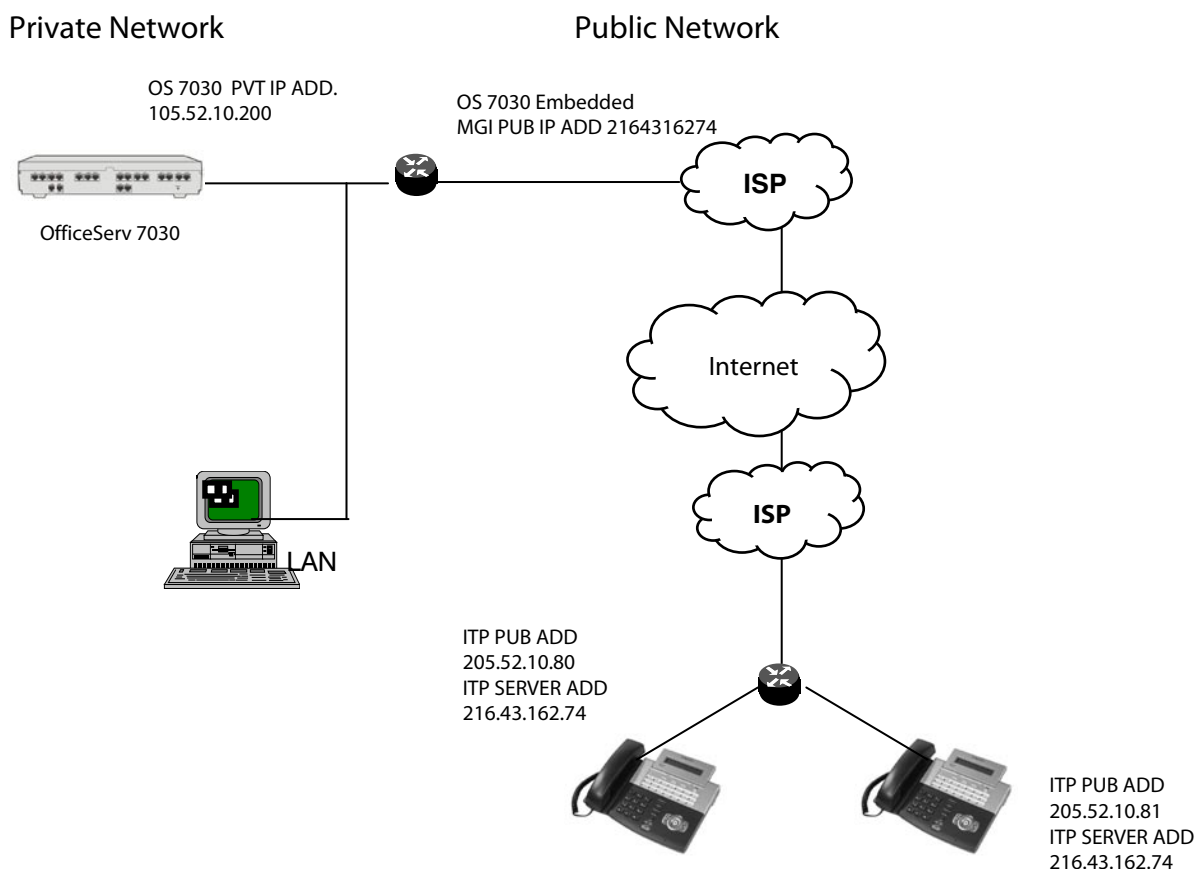 Private Network
Public Network
OS 7030  PVT IP ADD.
105.52.10.200
OS 7030 Embedded
MGI PUB IP ADD 2164316274
ISP
OfficeServ 7030
Internet
ISP
LAN
ITP PUB ADD
205.52.10.80
ITP SERVER ADD
216.43.162.74
ITP PUB ADD
205.52.10.81
ITP SERVER ADD
216.43.162.74